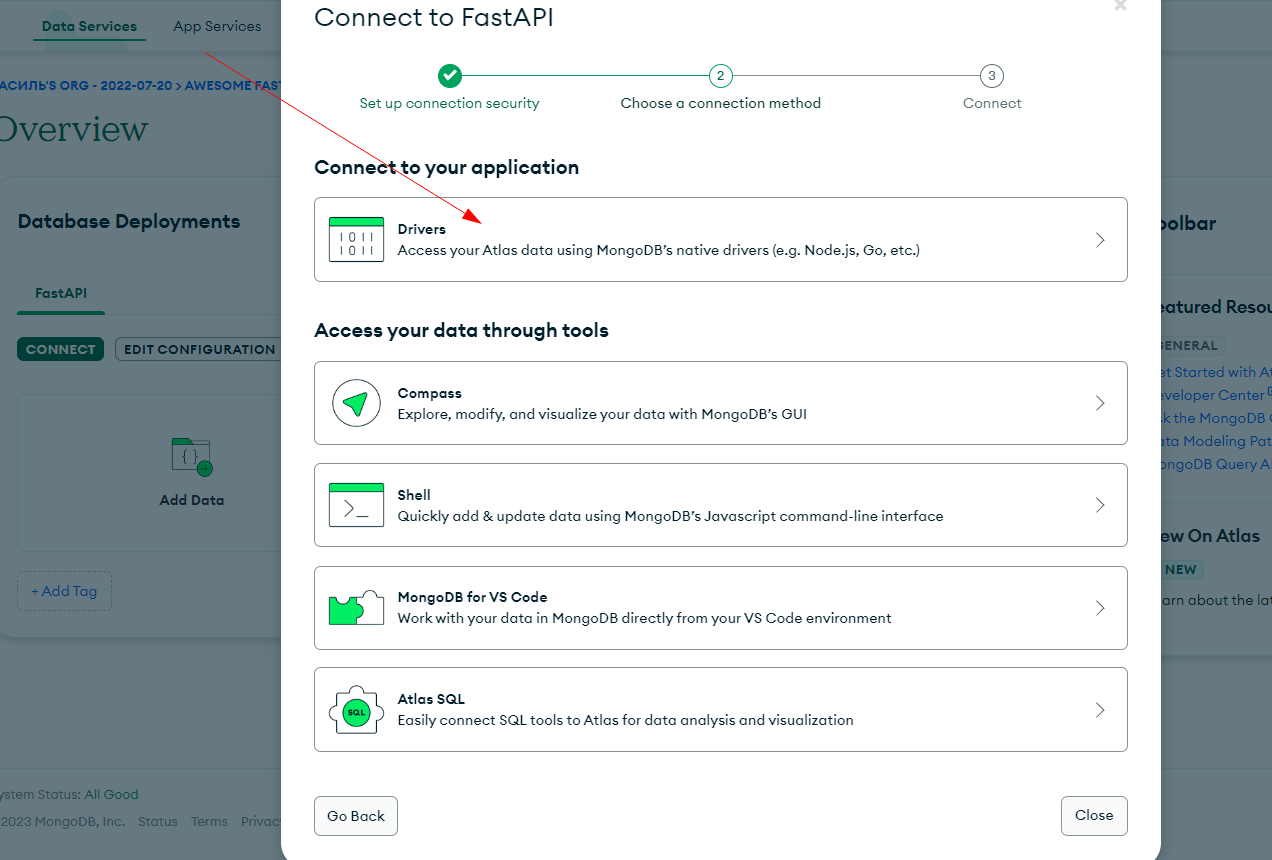 Data Services
App Services
Connect to FastAPI
2
3
Set up connection security
Choose a connection method
Connect
АСИЛЬ'S ORG - 2022-07-20 > AWESOME FAST
Overview
Connect to your application
Database Deployments
Drivers
Access your Atlas data using MongoDB's native drivers (e.g. Node.js, Go, etc.)
1011
1011
FastAPI
CONNECT
EDIT CONFIGURATION
{}
Add Data
+ Add Tag
Access your data through tools
Compass
Explore, modify, and visualize your data with MongoDB's GUI
Shell
Quickly add & update data using MongoDB's Javascript command-line interface
MongoDB for VS Code
Work with your data in MongoDB directly from your VS Code environment
SQL
Atlas SQL
Easily connect SQL tools to Atlas for data analysis and visualization
Go Back
Close
oolbar
eatured Resou
GENERAL
et Started with At
eveloper Center
sk the MongoDB
ata Modeling Pat
ongoDB Query A
ew On Atlas
NEW
arn about the lat
ystem Status: All Good
2023 MongoDB, Inc.
Status
Terms
Privac